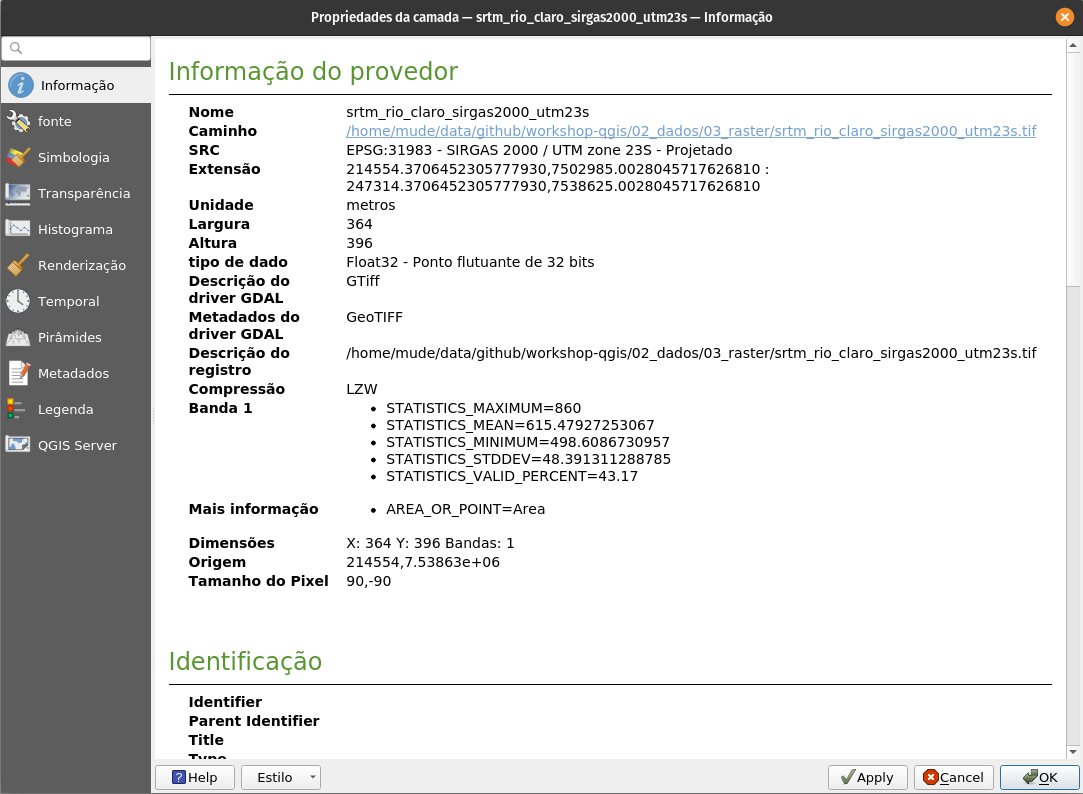 Propriedades da camada — srtm_rio_claro_sirgas2000_utm23s — Informação
Informação
fonte
Simbologia
Transparência
Histograma
Renderização
Temporal
Pirâmides
Metadados
Legenda
QGIS Server
Informação do provedor
Nome srtm_rio_claro_sirgas2000_utm23s
Caminho /home/mude/data/github/workshop-qgis/02_dados/03_raster/srtm_rio_claro_sirgas2000_utm23s.tif
SRC EPSG:31983 - SIRGAS 2000 / UTM zone 23S - Projetado
Extensão 214554.3706452305777930,7502985.0028045717626810 :
247314.3706452305777930,7538625.0028045717626810
Unidade metros
Largura 364
Altura 396
tipo de dado Float32 - Ponto flutuante de 32 bits
Descrição do GTiff
driver GDAL
Metadados do GeoTIFF
driver GDAL
Descrição do /home/mude/data/github/workshop-qgis/02_dados/03_raster/srtm_rio_claro_sirgas2000_utm23s.tif
registro
Compressão LZW
Banda 1 • STATISTICS_MAXIMUM=860
• STATISTICS_MEAN=615.47927253067
• STATISTICS_MINIMUM=498.6086730957
• STATISTICS_STDDEV=48.391311288785
• STATISTICS_VALID_PERCENT=43.17
Mais informação • AREA_OR_POINT=Area
Dimensões X: 364 Y: 396 Bandas: 1
Origem 214554,7.53863e+06
Tamanho do Pixel 90,-90
Identificação
Identifier
Parent Identifier
Title
Type
Help Estilo Apply Cancel OK